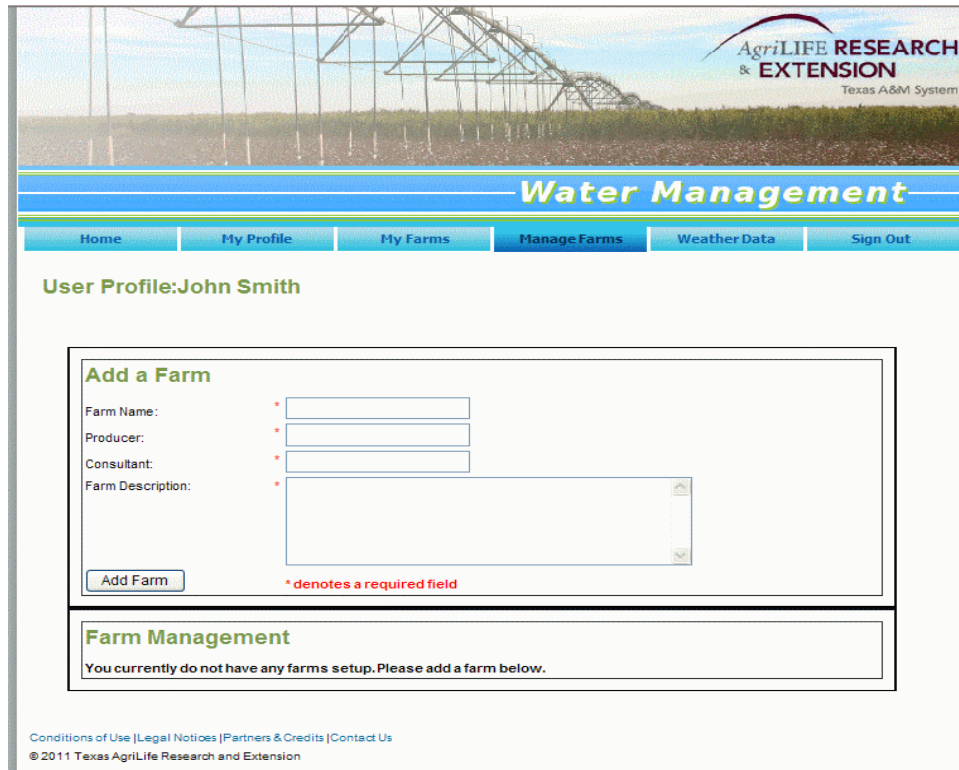 AgriLIFE RESEARCH
& EXTENSION
Texas A&M System
Water Management
Home My Profile My Farms Manage Farms Weather Data Sign Out
User Profile:John Smith
Add a Farm
Farm Name: *
Producer: *
Consultant: *
Farm Description: *
Add Farm * denotes a required field
Farm Management
You currently do not have any farms setup.Please add a farm below.
Conditions of Use |Legal Notices |Partners & Credits |Contact Us
© 2011 Texas AgriLife Research and Extension